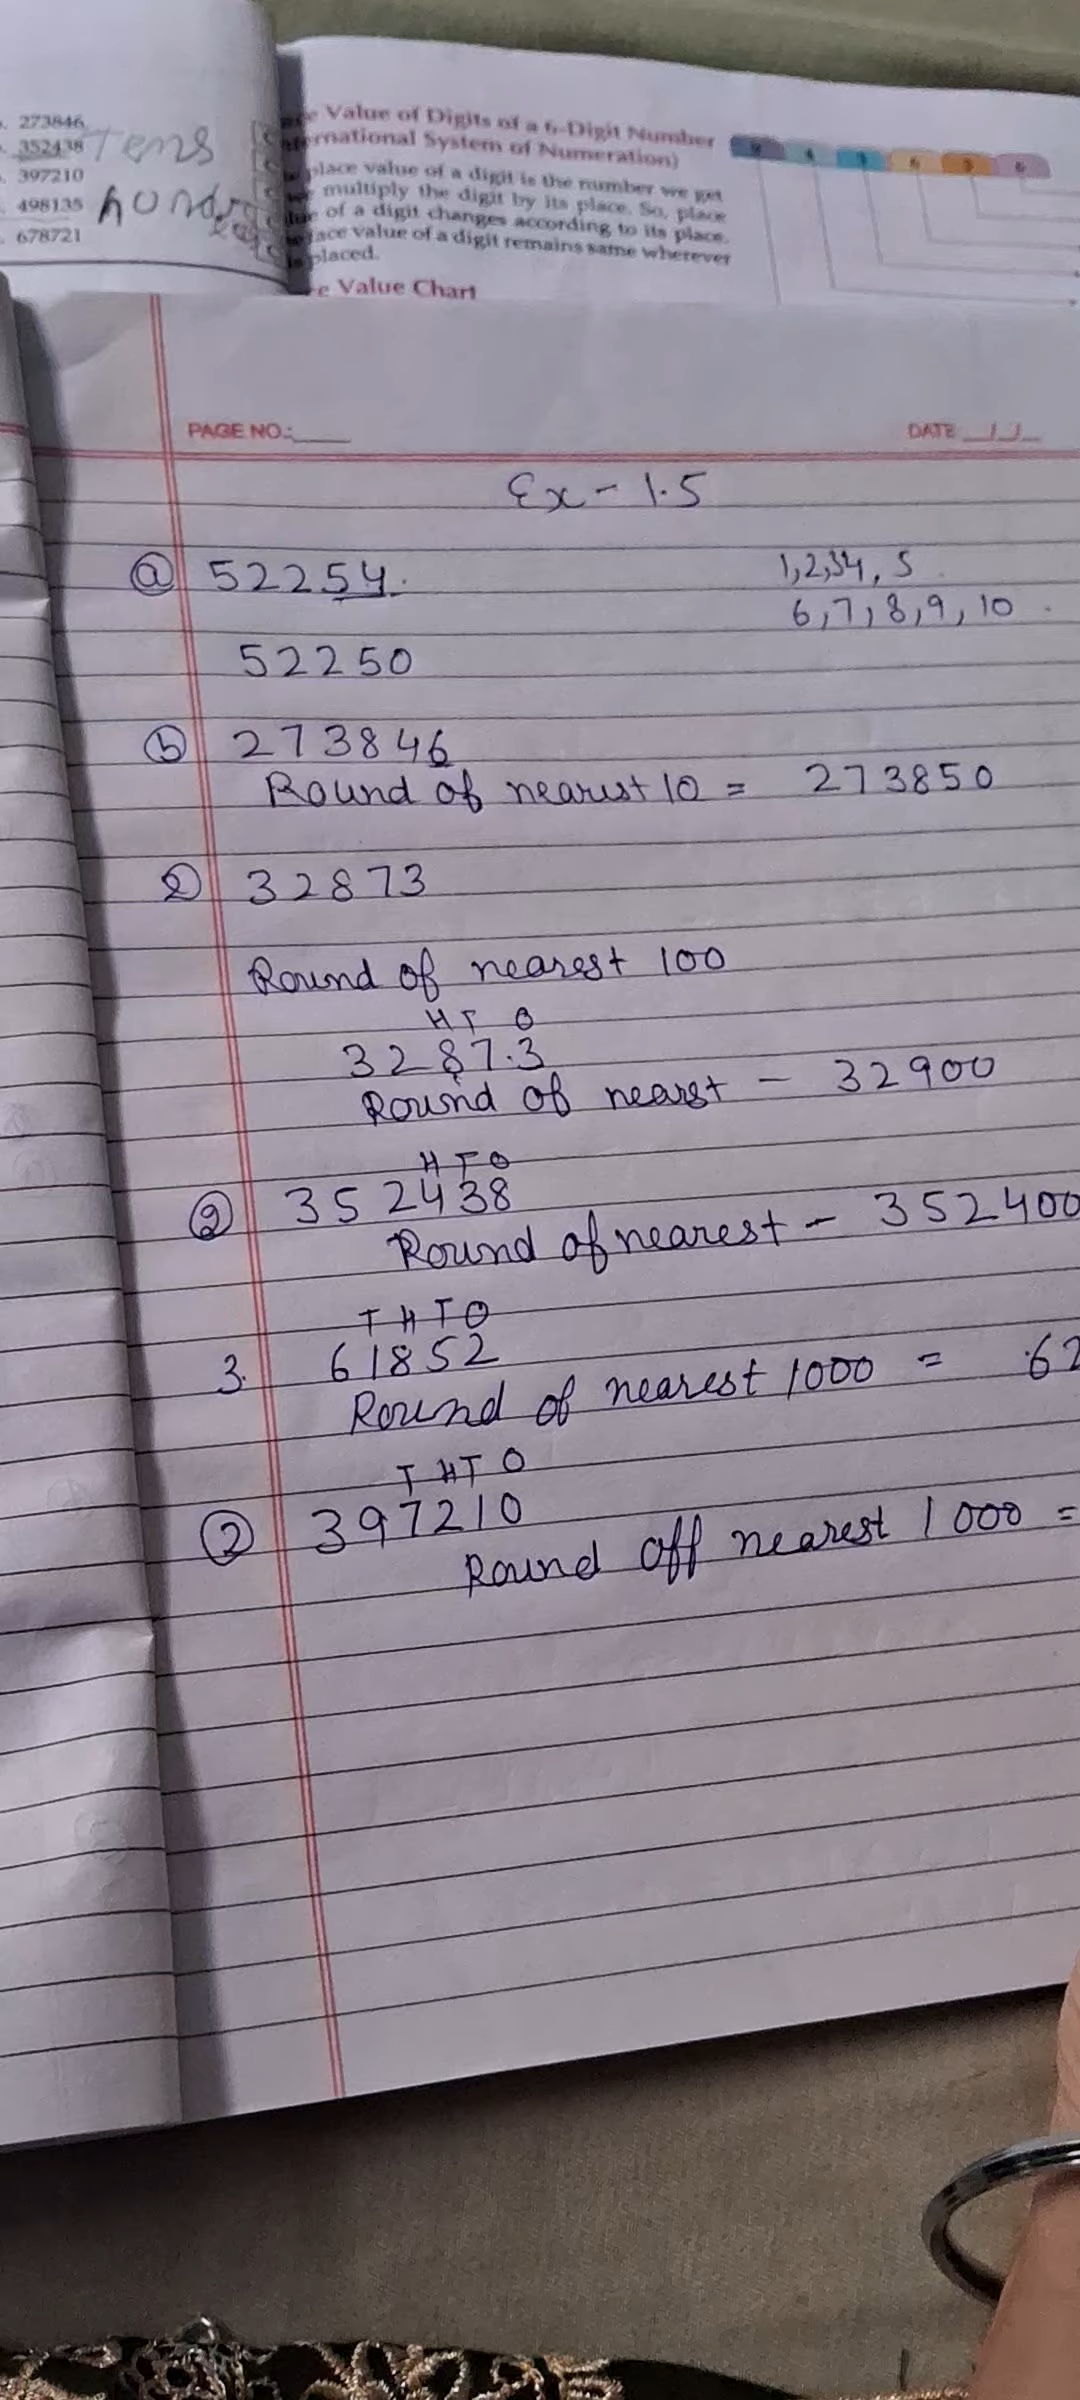 273846
352438
397210
498135
678721
Tens
Value of Digits of a 6-Digit Number
ernational System of Numeration)
place value of a digit is the number we get
multiply the digit by its place. So, place
of a digit changes according to its place.
ace value of a digit remains same wherever
placed.
e Value Chart
PAGE NO.:
DATE
Ex - 1.5
(a) 52254.
1,2,34, 5
6,7,8,9,10
52250
(b) 273846
Round of nearest 10 = 273850
2 32873
Round of nearest 100
H T O
3287.3
Round of nearst - 32900
H T O
(2) 352438
Round of nearest - 352400
T H T O
3. 61852
Round of nearest 1000 = 62
T H T O
(2) 397210
Round off nearest 1000 =